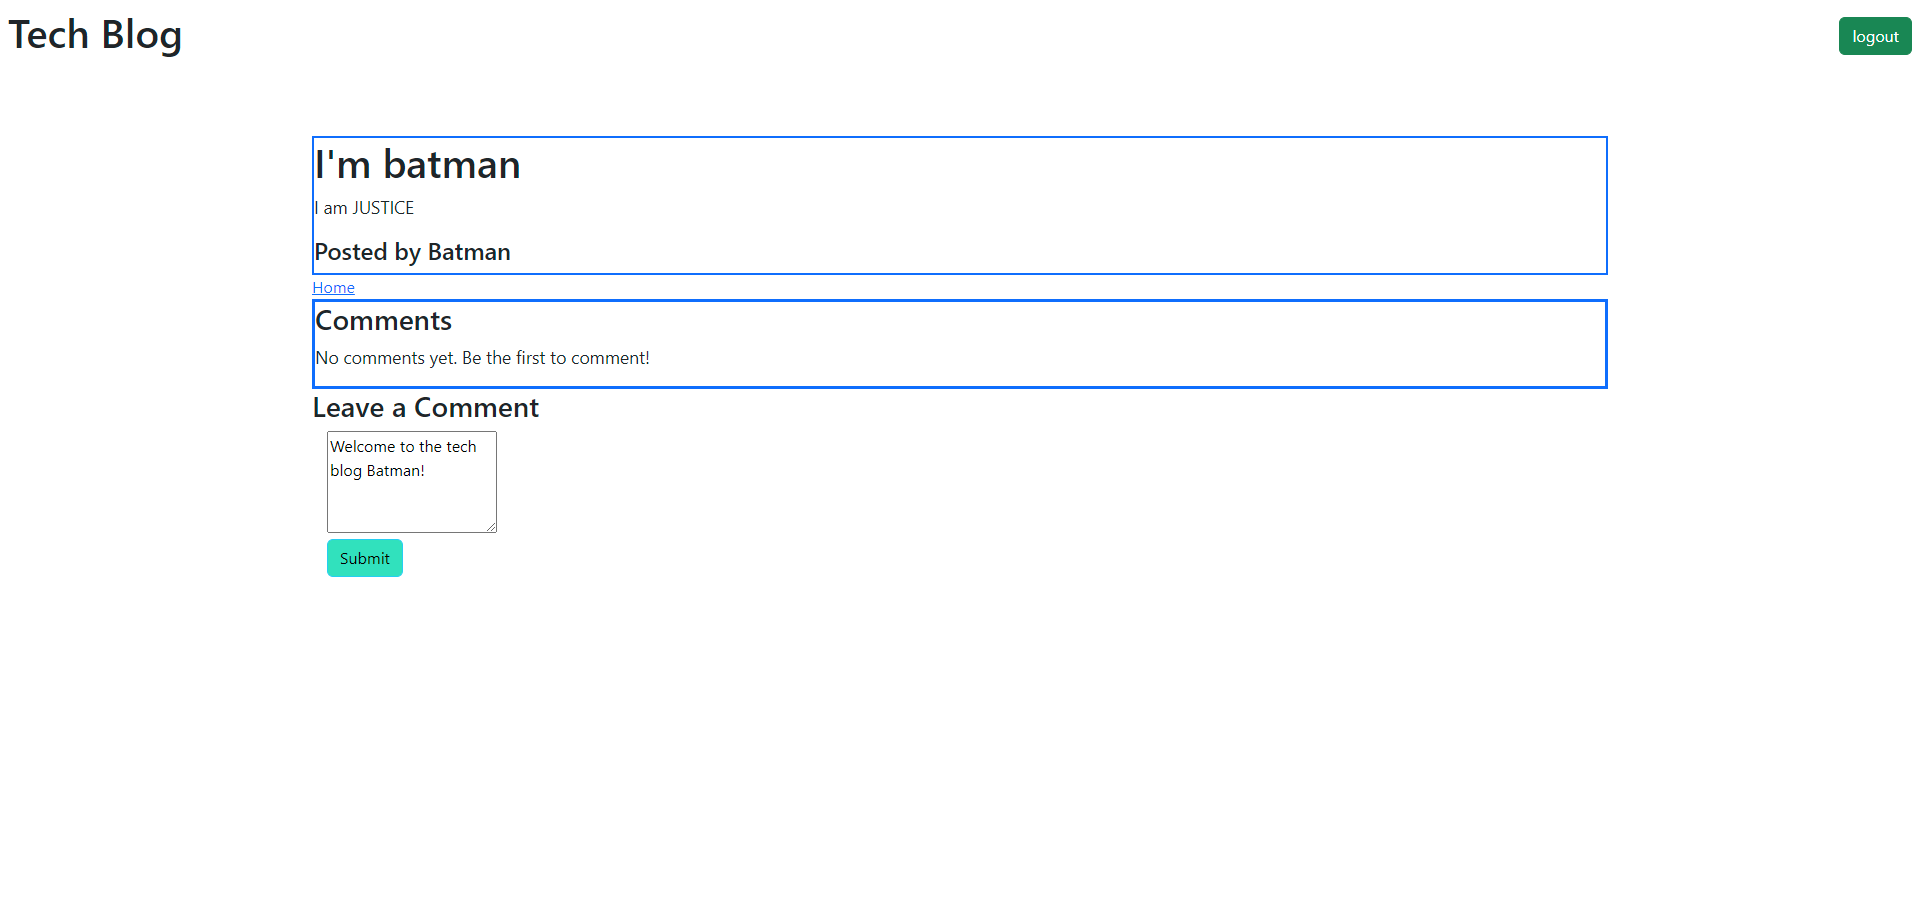 Tech Blog
logout
I'm batman
I am JUSTICE
Posted by Batman
Home
Comments
No comments yet. Be the first to comment!
Leave a Comment
Welcome to the tech
blog Batman!
Submit